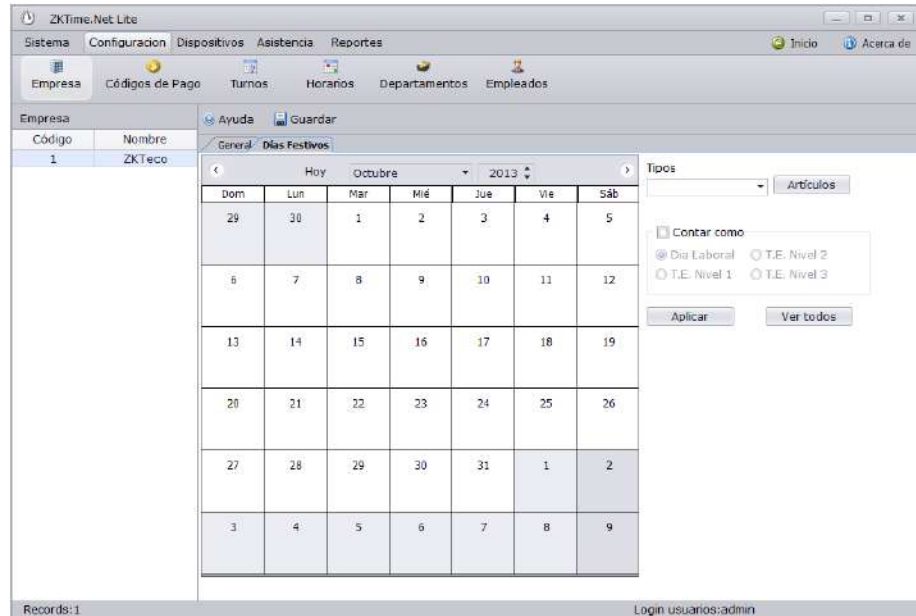 ZKTime.Net Lite
Sistema Configuracion Dispositivos Asistencia Reportes Inicio Acerca de
Empresa Códigos de Pago Turnos Horarios Departamentos Empleados
Empresa Ayuda Guardar
Código Nombre General Días Festivos
1 ZKTeco
Hoy Octubre 2013 Tipos
Artículos
Dom Lun Mar Mié Jue Vie Sáb
29 30 1 2 3 4 5
Contar como
Dia Laboral T.E. Nivel 2
T.E. Nivel 1 T.E. Nivel 3
6 7 8 9 10 11 12
Aplicar Ver todos
13 14 15 16 17 18 19
20 21 22 23 24 25 26
27 28 29 30 31 1 2
3 4 5 6 7 8 9
Records:1 Login usuarios:admin